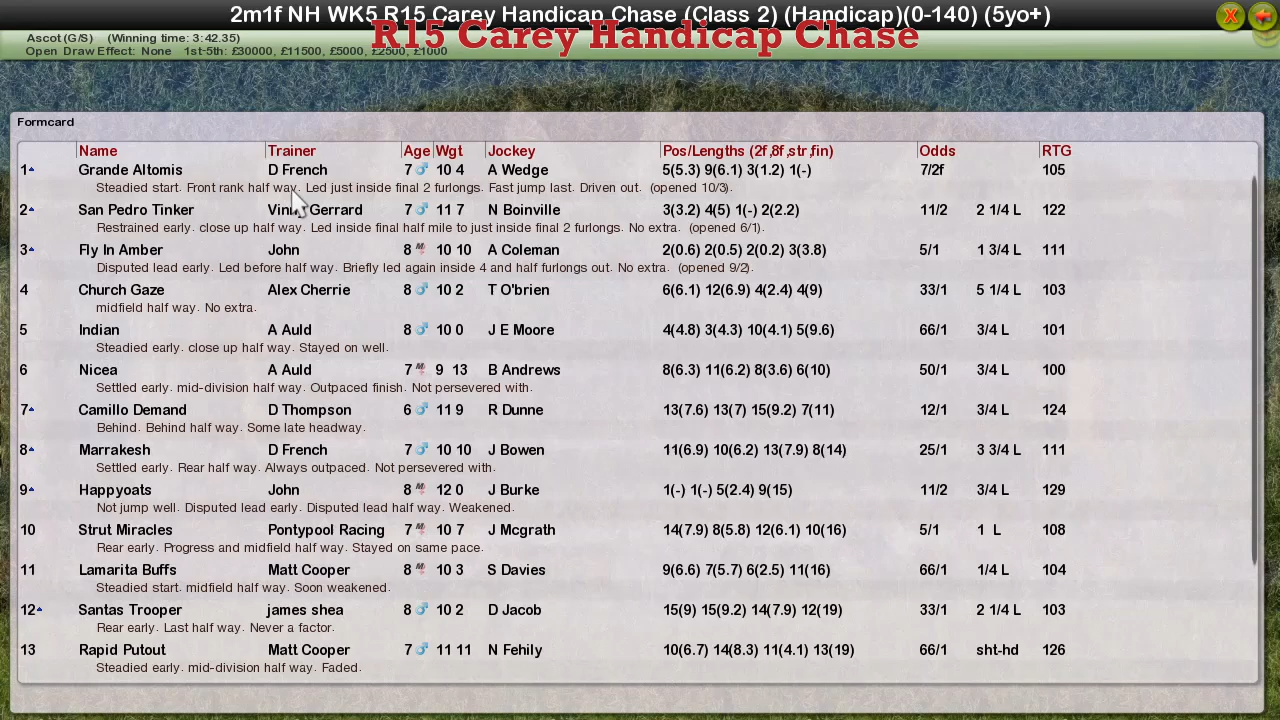 2m1f NH WK5 R15 Carey Handicap Chase (Class 2) (Handicap)(0-140) (5yo+)
R15 Carey Handicap Chase
Ascot(G/S) (Winning time: 3:42.35)
Open Draw Effect: None 1st-5th: £30000, £11500, £5000, £2500, £1000
Formcard
Name Trainer Age Wgt Jockey Pos/Lengths (2f,8f,str,fin) Odds RTG
1 Grande Altomis D French 7 10 4 A Wedge 5(5.3) 9(6.1) 3(1.2) 1(-) 7/2f 105
Steadied start. Front rank half way. Led just inside final 2 furlongs. Fast jump last. Driven out. (opened 10/3).
2 San Pedro Tinker Vinny Gerrard 7 11 7 N Boinville 3(3.2) 4(5) 1(-) 2(2.2) 11/2 2 1/4 L 122
Restrained early. close up half way. Led inside final half mile to just inside final 2 furlongs. No extra. (opened 6/1).
3 Fly In Amber John 8 10 10 A Coleman 2(0.6) 2(0.5) 2(0.2) 3(3.8) 5/1 1 3/4 L 111
Disputed lead early. Led before half way. Briefly led again inside 4 and half furlongs out. No extra. (opened 9/2).
4 Church Gaze Alex Cherrie 8 10 2 T O'brien 6(6.1) 12(6.9) 4(2.4) 4(9) 33/1 5 1/4 L 103
midfield half way. No extra.
5 Indian A Auld 8 10 0 J E Moore 4(4.8) 3(4.3) 10(4.1) 5(9.6) 66/1 3/4 L 101
Steadied early. close up half way. Stayed on well.
6 Nicea A Auld 7 9 13 B Andrews 8(6.3) 11(6.2) 8(3.6) 6(10) 50/1 3/4 L 100
Settled early. mid-division half way. Outpaced finish. Not persevered with.
7 Camillo Demand D Thompson 6 11 9 R Dunne 13(7.6) 13(7) 15(9.2) 7(11) 12/1 3/4 L 124
Behind. Behind half way. Some late headway.
8 Marrakesh D French 7 10 10 J Bowen 11(6.9) 10(6.2) 13(7.9) 8(14) 25/1 3 3/4 L 111
Settled early. Rear half way. Always outpaced. Not persevered with.
9 Happyoats John 8 12 0 J Burke 1(-) 1(-) 5(2.4) 9(15) 11/2 3/4 L 129
Not jump well. Disputed lead early. Disputed lead half way. Weakened.
10 Strut Miracles Pontypool Racing 7 10 7 J Mcgrath 14(7.9) 8(5.8) 12(6.1) 10(16) 5/1 1 L 108
Rear early. Progress and midfield half way. Stayed on same pace.
11 Lamarita Buffs Matt Cooper 8 10 3 S Davies 9(6.6) 7(5.7) 6(2.5) 11(16) 66/1 1/4 L 104
Steadied start. midfield half way. Soon weakened.
12 Santas Trooper james shea 8 10 2 D Jacob 15(9) 15(9.2) 14(7.9) 12(19) 33/1 2 1/4 L 103
Rear early. Last half way. Never a factor.
13 Rapid Putout Matt Cooper 7 11 11 N Fehily 10(6.7) 14(8.3) 11(4.1) 13(19) 66/1 sht-hd 126
Steadied early. mid-division half way. Faded.